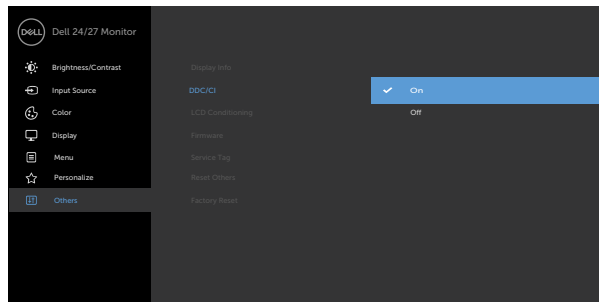 DELL
Dell 24/27 Monitor
Brightness/Contrast
Input Source
Color
Display
Menu
Personalize
Others
Display Info
DDC/CI
LCD Conditioning
Firmware
Service Tag
Reset Others
Factory Reset
On
Off